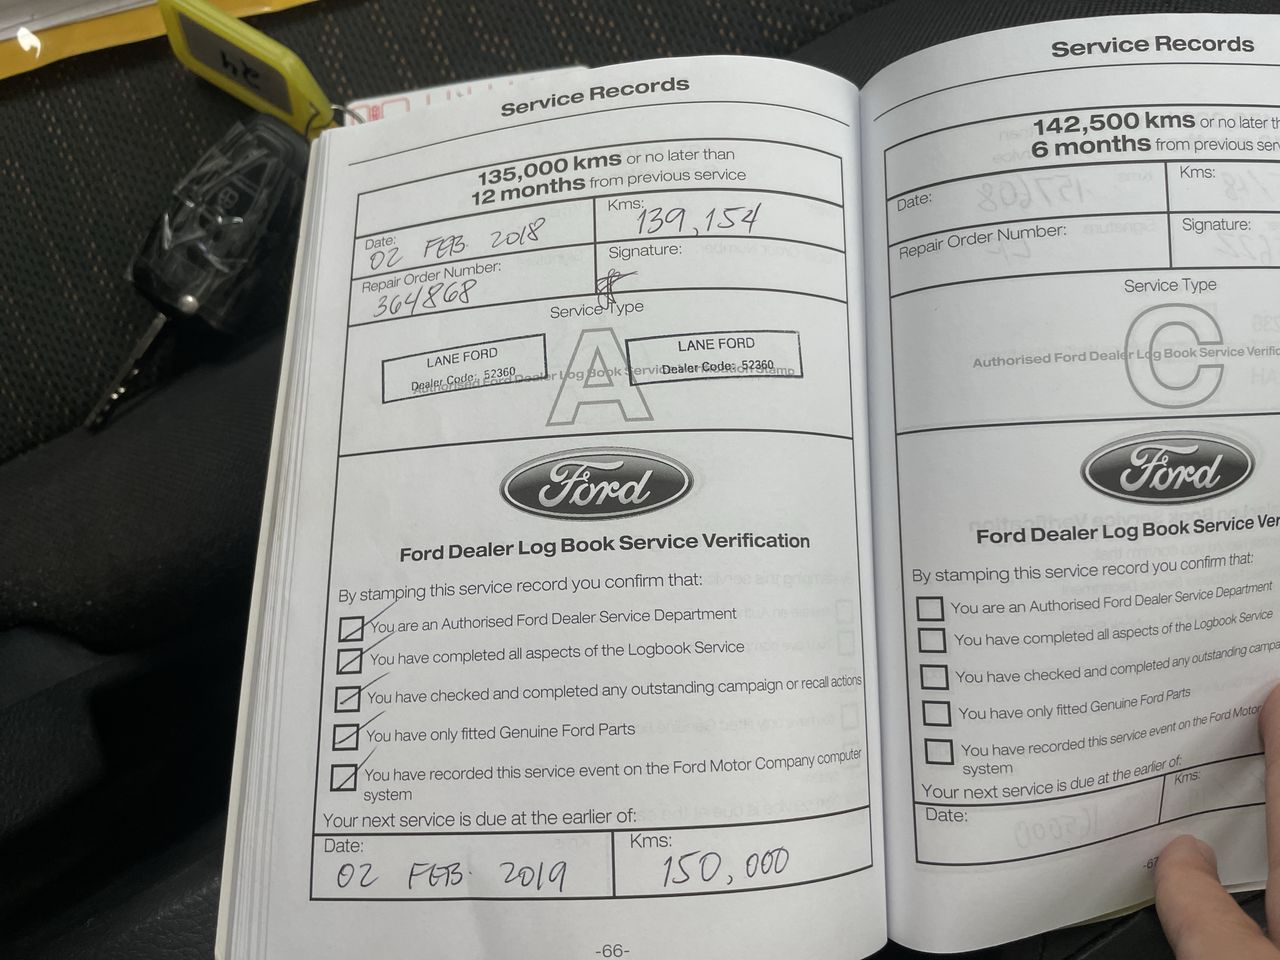 24
Service Records
135,000 kms or no later than
12 months from previous service
Date:
02 FEB 2018
Kms:
139,154
Repair Order Number:
364868
Signature:
Service Type
A
LANE FORD
Dealer Code: 52360
LANE FORD
Dealer Code: 52360
Authorised Ford Dealer Log Book Service Verification Stamp
Ford
Ford Dealer Log Book Service Verification
By stamping this service record you confirm that:
You are an Authorised Ford Dealer Service Department
You have completed all aspects of the Logbook Service
You have checked and completed any outstanding campaign or recall actions
You have only fitted Genuine Ford Parts
You have recorded this service event on the Ford Motor Company computer
system
Your next service is due at the earlier of:
Date:
02 FEB. 2019
Kms:
150,000
-66-
Service Records
142,500 kms or no later th
6 months from previous ser
Date:
Kms:
Repair Order Number:
Signature:
Service Type
C
Authorised Ford Dealer Log Book Service Verific
Ford
Ford Dealer Log Book Service Ver
By stamping this service record you confirm that:
You are an Authorised Ford Dealer Service Department
You have completed all aspects of the Logbook Service
You have checked and completed any outstanding campa
You have only fitted Genuine Ford Parts
You have recorded this service event on the Ford Motor
system
Your next service is due at the earlier of:
Date:
Kms:
-67